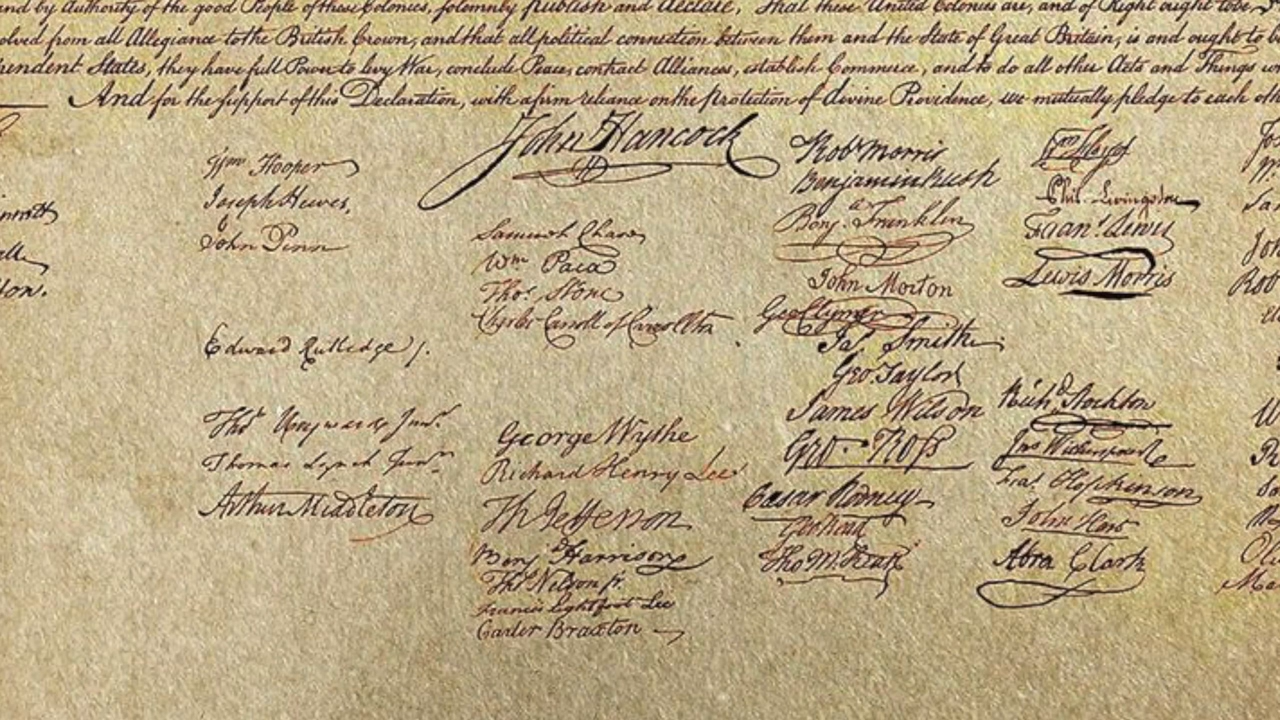 and by Authority of the good People of these Colonies, solemnly publish and declare, That these United Colonies are, and of Right ought to be
olved from all Allegiance to the British Crown, and that all political connection between them and the State of Great Britain, is and ought to be
pendent States, they have full Power to levy War, conclude Peace, contract Alliances, establish Commerce, and to do all other Acts and Things
And for the support of this Declaration, with a firm reliance on the protection of divine Providence, we mutually pledge to each
Wm Hooper
Joseph Hewes,
John Penn
Edward Rutledge /.
Thos Heyward Junr.
Thomas Lynch Junr.
Arthur Middleton
John Hancock
Samuel Chase
Wm Paca
Thos. Stone
Charles Carroll of Carrollton
George Wythe
Richard Henry Lee
Th Jefferson
Benj Harrison
Thos Nelson jr.
Francis Lightfoot Lee
Carter Braxton
Robt Morris
Benjamin Rush
Benj. Franklin
John Morton
Geo Clymer
Jas. Smith
Geo. Taylor
James Wilson
Geo. Ross
Caesar Rodney
Geo Read
Tho M:Kean
Wm Floyd
Phil. Livingston
Frans. Lewis
Lewis Morris
Richd. Stockton
Jno Witherspoon
Fras. Hopkinson
John Hart
Abra Clark